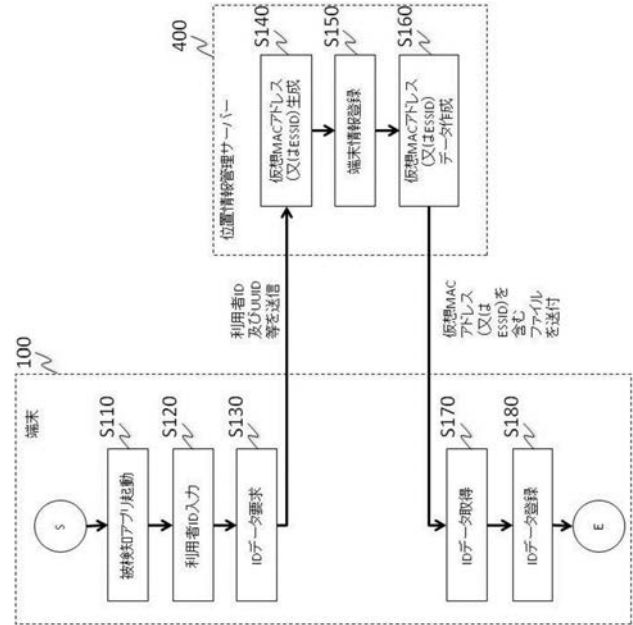 100
端末
S
被検知アプリ起動
S110
利用者ID入力
S120
IDデータ要求
S130
利用者ID
及びUUID
等を送信
400
位置情報管理サーバー
仮想MACアドレス
(又はESSID)生成
S140
端末情報登録
S150
仮想MACアドレス
(又はESSID)
データ作成
S160
仮想MAC
アドレス
(又は
ESSID)を
含む
ファイル
を送付
IDデータ取得
S170
IDデータ登録
S180
E